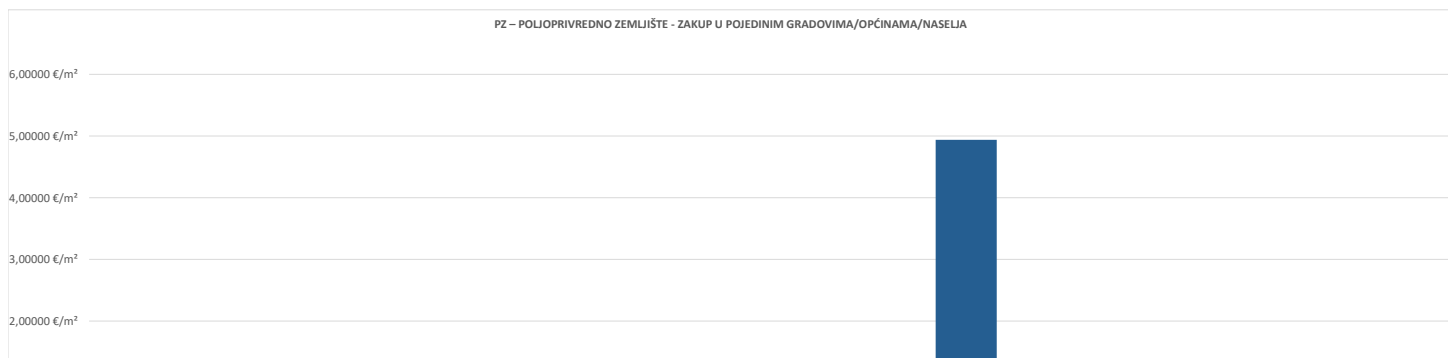 PZ – POLJOPRIVREDNO ZEMLJIŠTE - ZAKUP U POJEDINIM GRADOVIMA/OPĆINAMA/NASELJA
6,00000 €/m²
5,00000 €/m²
4,00000 €/m²
3,00000 €/m²
2,00000 €/m²